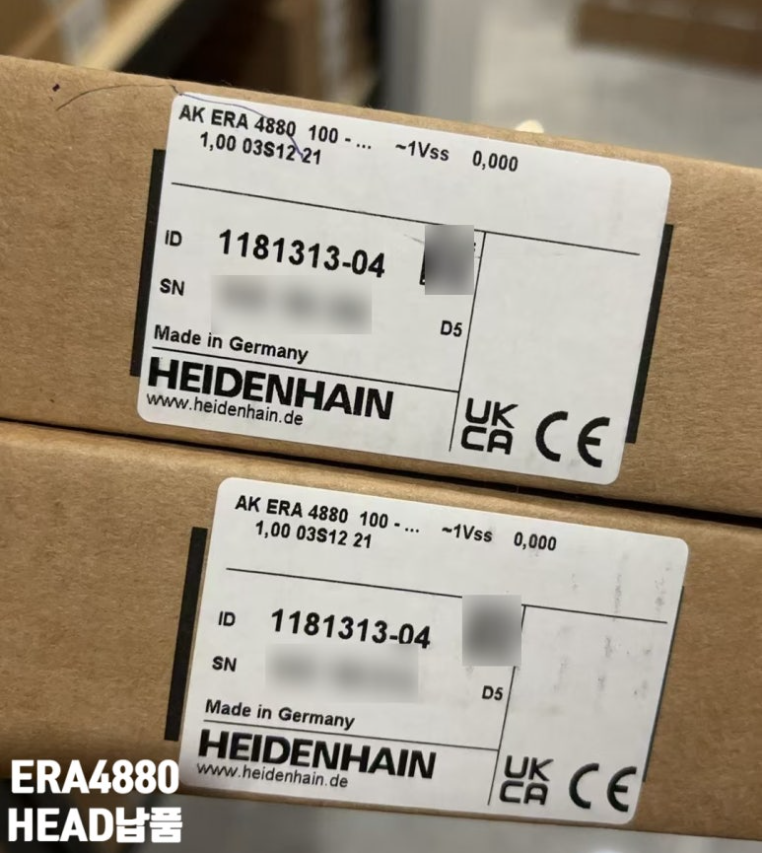 AK ERA 4880 100 - ... ~1Vss 0,000
1,00 03S12 21
ID 1181313-04
SN
D5
Made in Germany
HEIDENHAIN
www.heidenhain.de
UK
CA CE
AK ERA 4880 100 - ... ~1Vss 0,000
1,00 03S12 21
ID 1181313-04
SN
D5
Made in Germany
HEIDENHAIN
www.heidenhain.de
UK
CA CE
ERA4880
HEAD납품